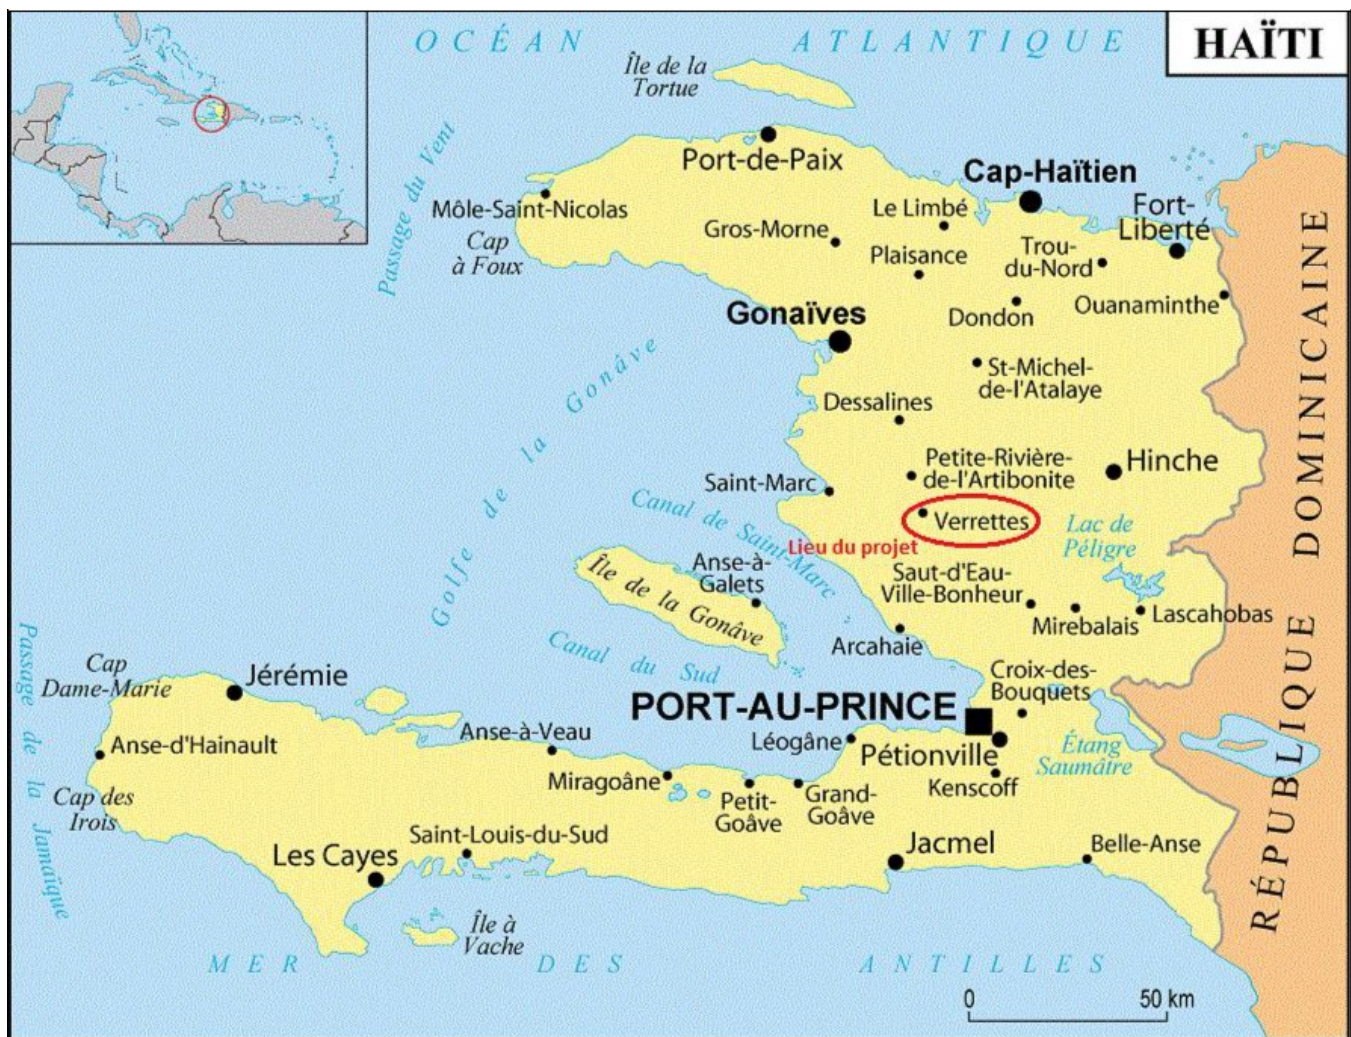 OCÉAN ATLANTIQUE
HAÏTI
Île de la
Tortue
Passage du Vent
Port-de-Paix
Cap-Haïtien
Môle-Saint-Nicolas
Cap
à Foux
Gros-Morne
Le Limbé
Plaisance
Fort-
Liberté
Trou-
du-Nord
Ouanaminthe
Dondon
Gonaïves
St-Michel-
de-l'Atalaye
Dessalines
Golfe de la Gonâve
Petite-Rivière-
de-l'Artibonite
Hinche
Saint-Marc
Canal de Saint-Marc
Verrettes
Lieu du projet
Lac de
Péligre
Anse-à-
Galets
Île de la Gonâve
Saut-d'Eau-
Ville-Bonheur
Mirebalais
Lascahobas
Arcahaie
Canal du Sud
RÉPUBLIQUE DOMINICAINE
Passage de la Jamaïque
Cap
Dame-Marie
Jérémie
Croix-des-
Bouquets
PORT-AU-PRINCE
Anse-d'Hainault
Anse-à-Veau
Léogâne
Pétionville
Étang
Saumâtre
Miragoâne
Kenscoff
Cap des
Irois
Petit-
Goâve
Grand-
Goâve
Saint-Louis-du-Sud
Les Cayes
Jacmel
Belle-Anse
Île à
Vache
MER DES ANTILLES
0 50 km